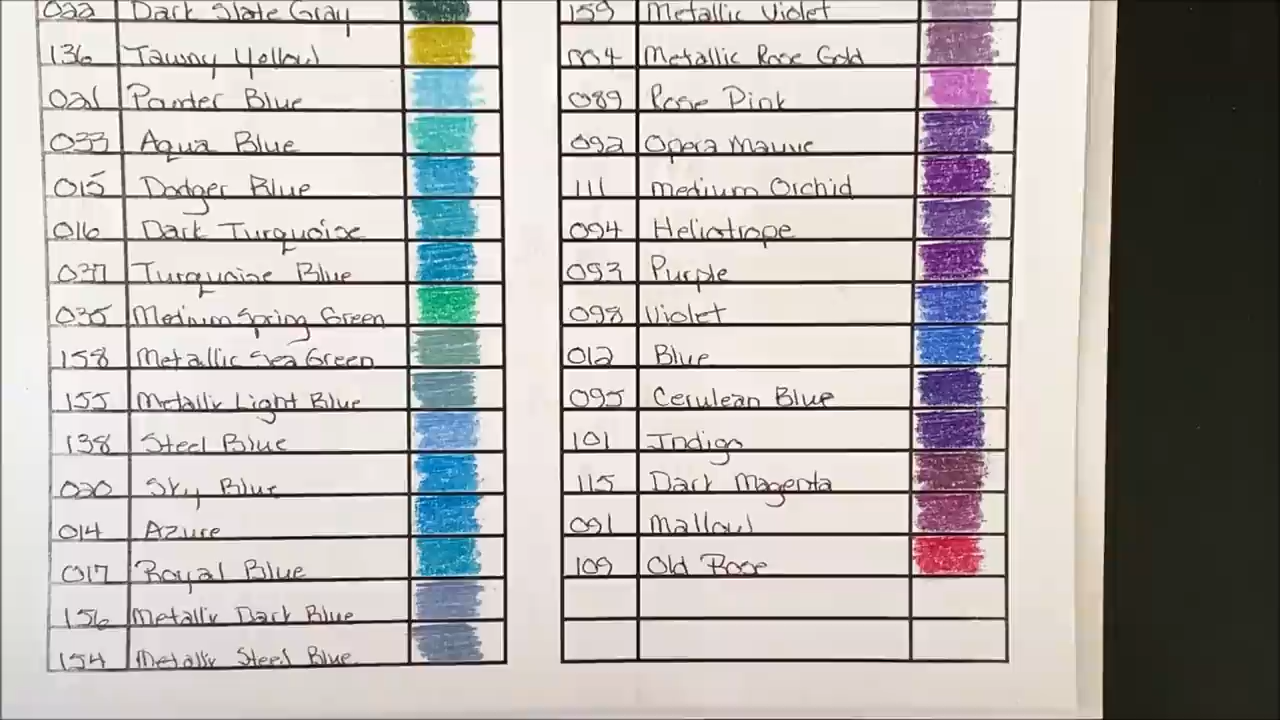 022 Dark Slate Gray
136 Tawny Yellow
021 Powder Blue
033 Aqua Blue
015 Dodger Blue
016 Dark Turquoise
037 Turquoise Blue
035 Medium Spring Green
158 Metallic Sea Green
155 Metallic Light Blue
138 Steel Blue
020 Sky Blue
014 Azure
017 Royal Blue
156 Metallic Dark Blue
154 Metallic Steel Blue
159 Metallic Violet
Metallic Rose Gold
089 Rose Pink
092 Opera Mauve
111 Medium Orchid
094 Heliotrope
093 Purple
098 Violet
012 Blue
095 Cerulean Blue
101 Indigo
115 Dark Magenta
091 Mallow
109 Old Rose